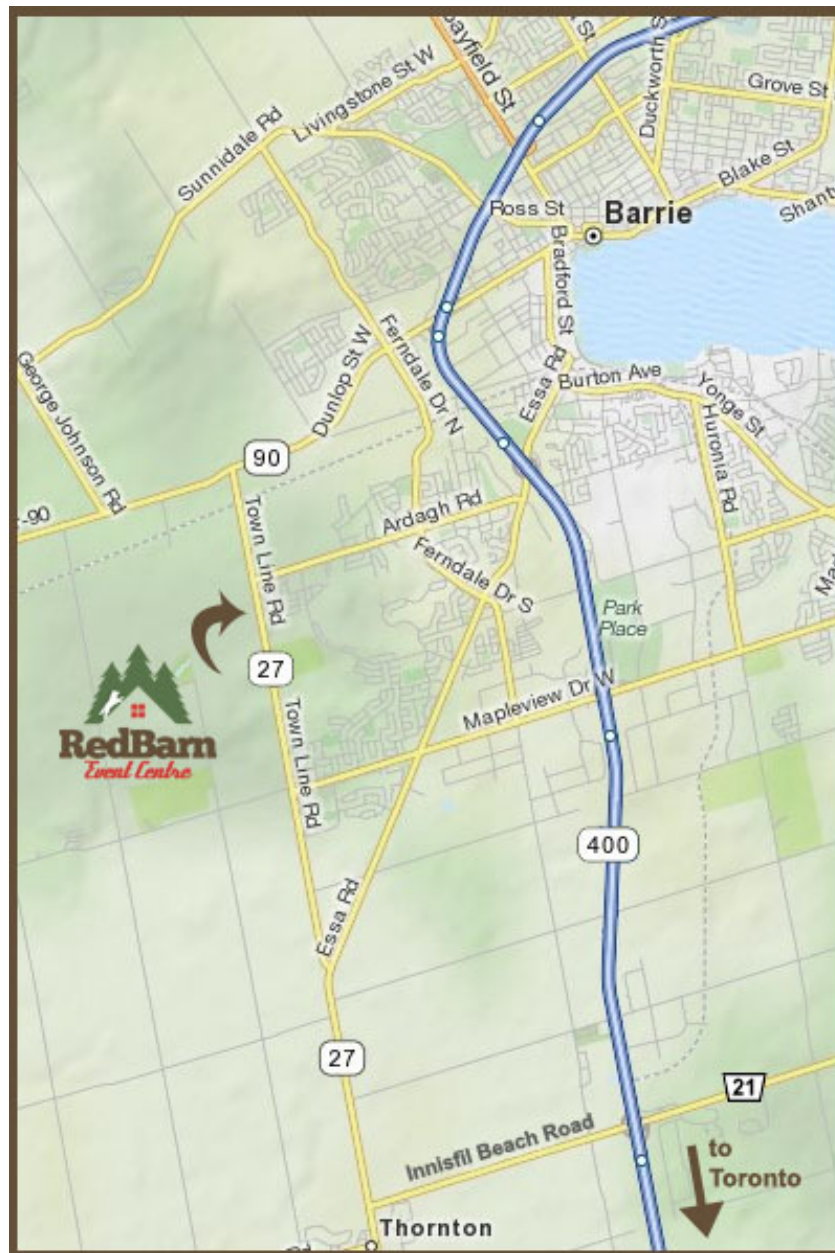 Bayfield St
Duckworth S
Grove St
Livingstone St W
Sunnidale Rd
Blake St
Shant
Ross St
Barrie
Bradford St
Ferndale Dr N
Dunlop St W
Essa Rd
Burton Ave
Yonge St
Huronia Rd
George Johnson Rd
90
-90
Town Line Rd
Ardagh Rd
Ferndale Dr S
Park
Place
27
RedBarn
Event Centre
Mapleview Dr W
Town Line Rd
400
Essa Rd
27
21
Innisfil Beach Road
to
Toronto
Thornton